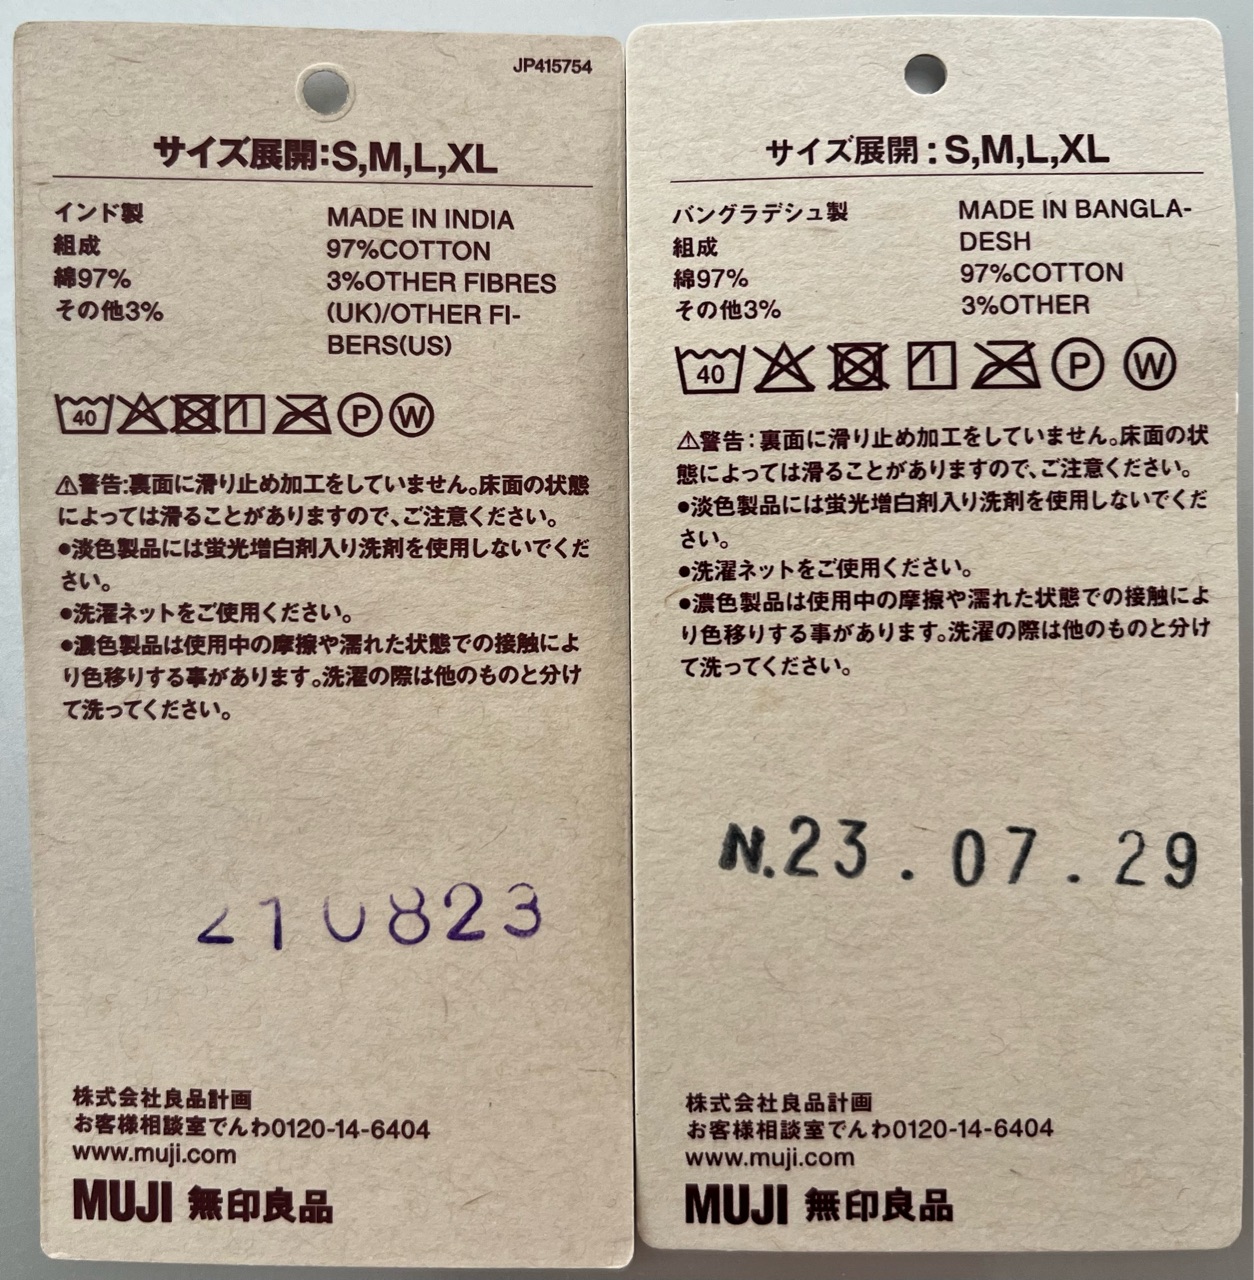 JP415754
サイズ展開:S,M,L,XL
インド製
組成
綿97%
その他3%
MADE IN INDIA
97%COTTON
3%OTHER FIBRES
(UK)/OTHER FI-
BERS(US)
40 P W
⚠警告:裏面に滑り止め加工をしていません。床面の状態
によっては滑ることがありますので、ご注意ください。
●淡色製品には蛍光増白剤入り洗剤を使用しないでくだ
さい。
●洗濯ネットをご使用ください。
●濃色製品は使用中の摩擦や濡れた状態での接触によ
り色移りする事があります。洗濯の際は他のものと分け
て洗ってください。
210823
株式会社良品計画
お客様相談室でんわ0120-14-6404
www.muji.com
MUJI 無印良品
サイズ展開:S,M,L,XL
バングラデシュ製
組成
綿97%
その他3%
MADE IN BANGLA-
DESH
97%COTTON
3%OTHER
40 P W
⚠警告:裏面に滑り止め加工をしていません。床面の状
態によっては滑ることがありますので、ご注意ください。
●淡色製品には蛍光増白剤入り洗剤を使用しないでくだ
さい。
●洗濯ネットをご使用ください。
●濃色製品は使用中の摩擦や濡れた状態での接触によ
り色移りする事があります。洗濯の際は他のものと分け
て洗ってください。
N.23.07.29
株式会社良品計画
お客様相談室でんわ0120-14-6404
www.muji.com
MUJI 無印良品